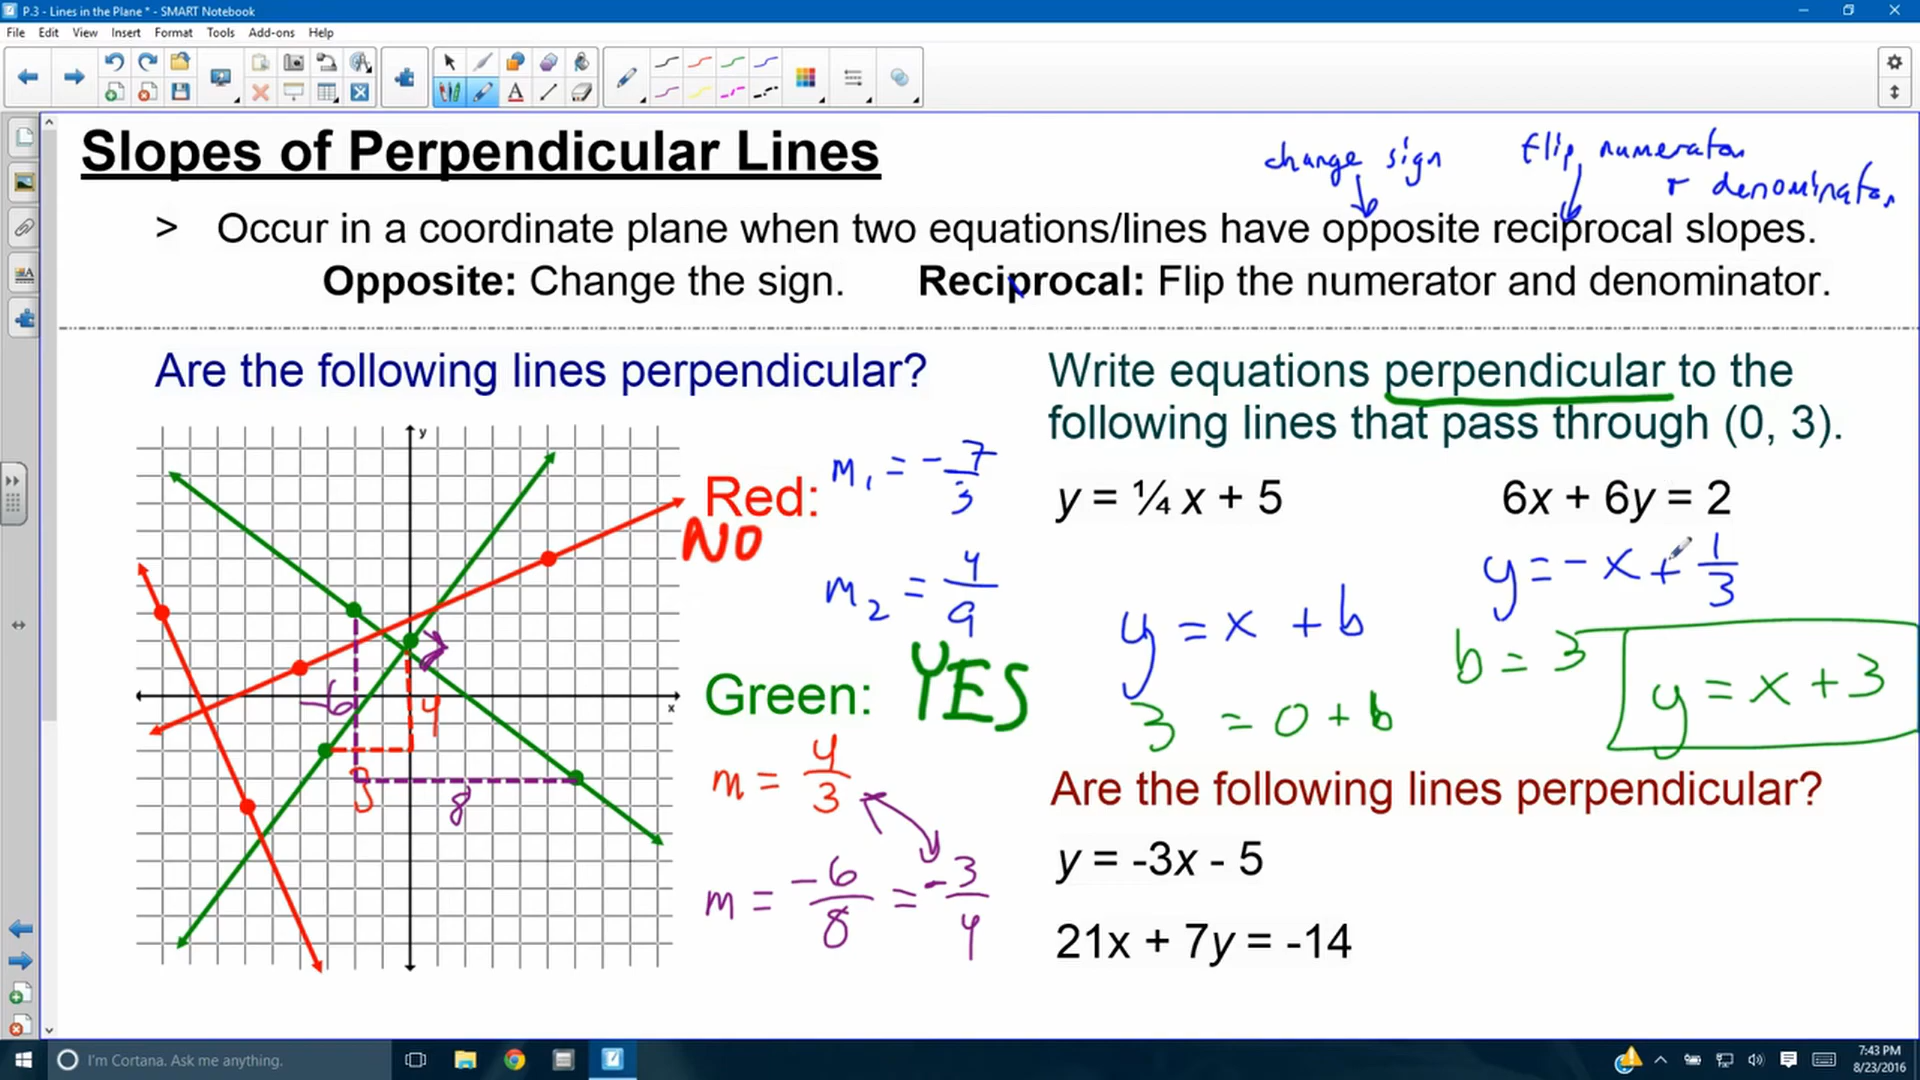 P.3 - Lines in the Plane * - SMART Notebook
File Edit View Insert Format Tools Add-ons Help
Slopes of Perpendicular Lines
change sign
flip numerator
r denominator
> Occur in a coordinate plane when two equations/lines have opposite reciprocal slopes.
Opposite: Change the sign. Reciprocal: Flip the numerator and denominator.
Are the following lines perpendicular?
y
x
-6
4
3
8
Red:
NO
m₁ = -7/3
m₂ = 4/9
Green: YES
m = 4/3
m = -6/8 = -3/4
Write equations perpendicular to the
following lines that pass through (0, 3).
y = ¼ x + 5
6x + 6y = 2
y = -x + 1/3
y = x + b
b = 3
y = x + 3
3 = 0 + b
Are the following lines perpendicular?
y = -3x - 5
21x + 7y = -14
I'm Cortana. Ask me anything.
7:43 PM
8/23/2016